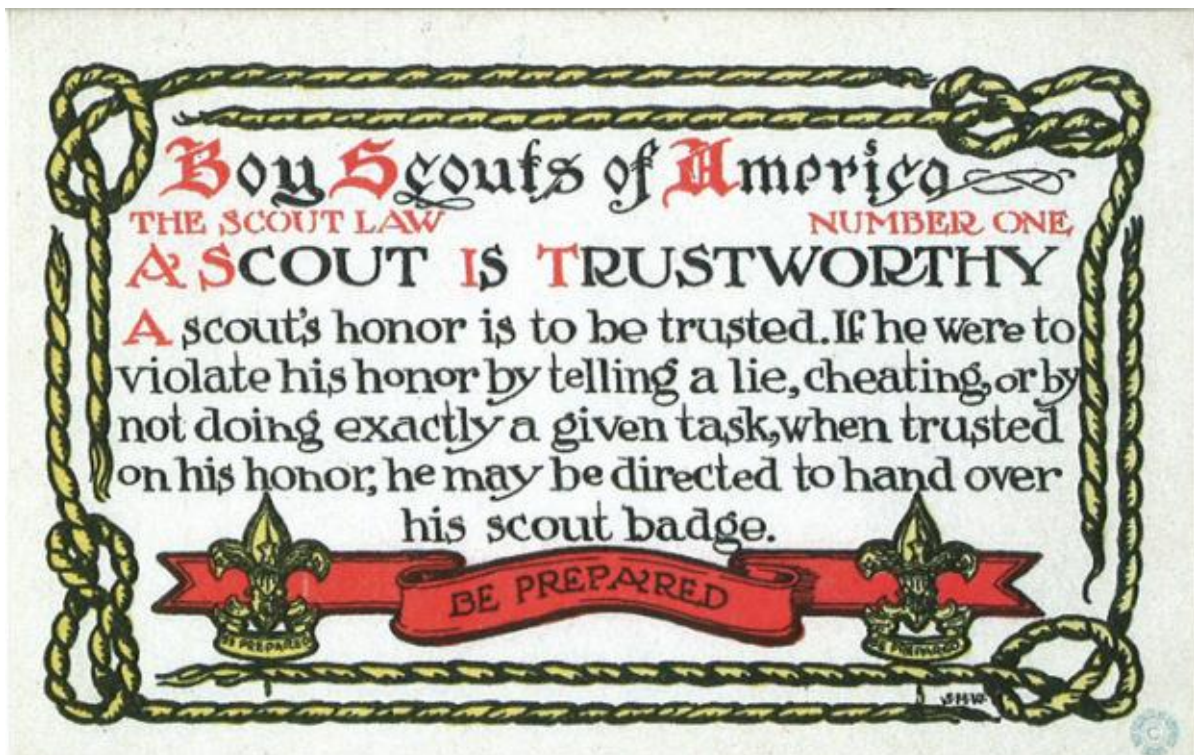 Boy Scouts of America
THE SCOUT LAW NUMBER ONE
A SCOUT IS TRUSTWORTHY
A scout's honor is to be trusted. If he were to
violate his honor by telling a lie, cheating, or by
not doing exactly a given task, when trusted
on his honor, he may be directed to hand over
his scout badge.
BE PREPARED
BE PREPARED
BE PREPARED
S.H.W.
©